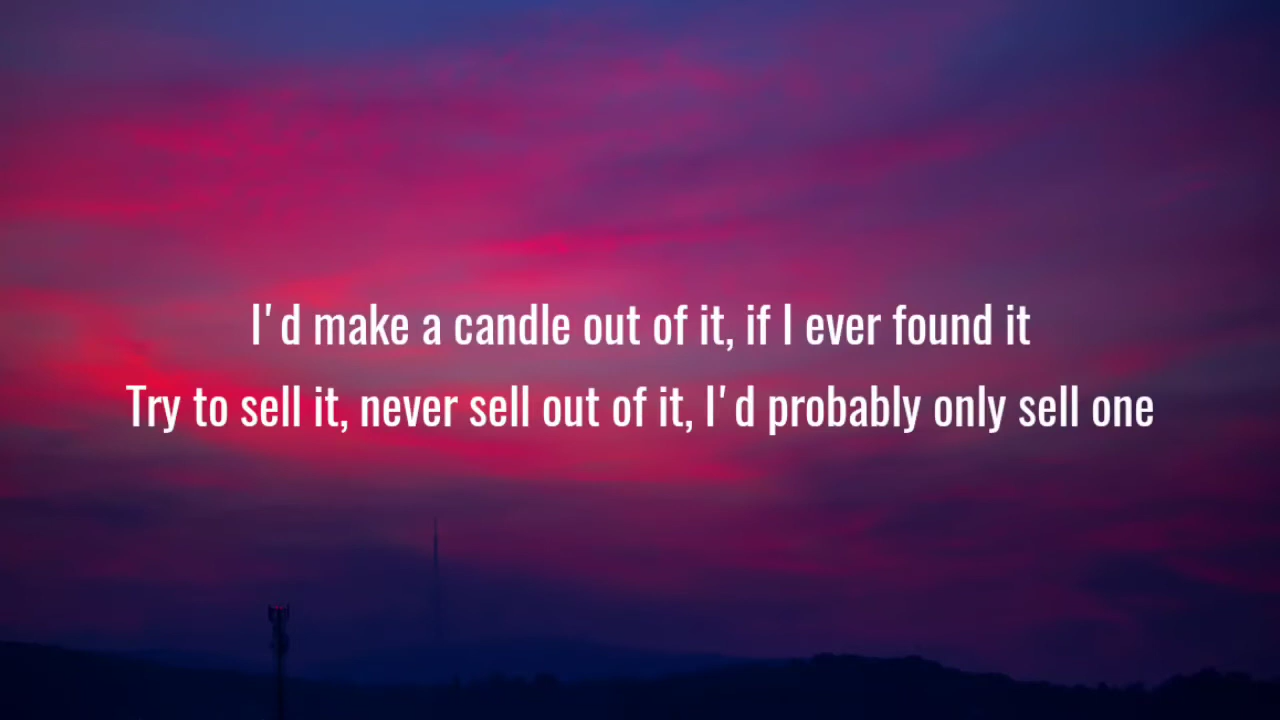 I'd make a candle out of it, if I ever found it
Try to sell it, never sell out of it, I'd probably only sell one